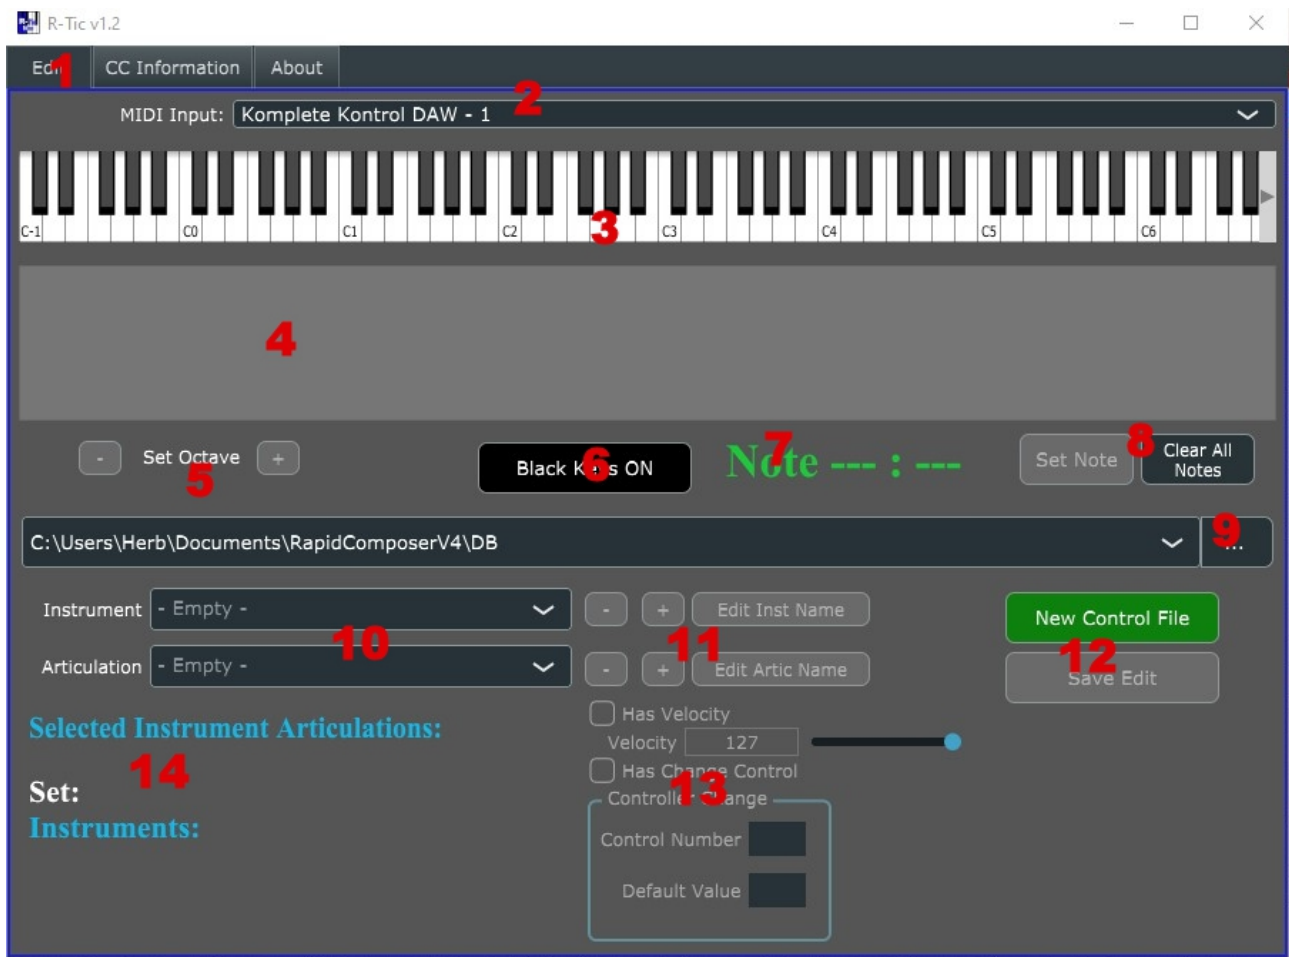 R-Tic v1.2
Edit CC Information About
1
2
MIDI Input: Komplete Kontrol DAW - 1
C-1 C0 C1 C2 C3 C4 C5 C6
3
4
- Set Octave +
5
Black Keys ON
6
Note --- : ---
7
Set Note
8
Clear All
Notes
C:\Users\Herb\Documents\RapidComposerV4\DB
9
...
Instrument - Empty - - + Edit Inst Name
10
11
New Control File
Articulation - Empty - - + Edit Artic Name
12
Save Edit
Selected Instrument Articulations:
14
Set:
Instruments:
Has Velocity
Velocity 127
Has Change Control
13
Controller Change
Control Number
Default Value